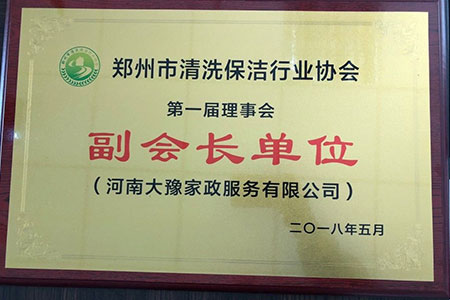 郑州市清洗保洁行业协会
第一届理事会
副会长单位
（河南大豫家政服务有限公司）
二〇一八年五月